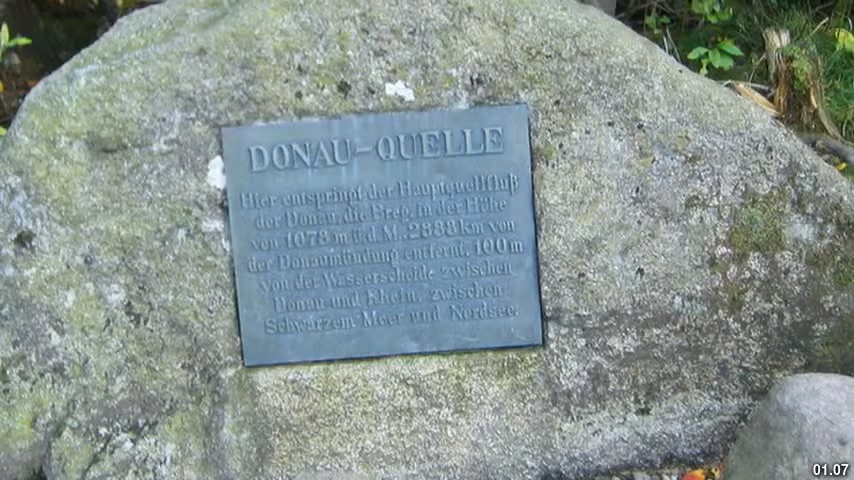 DONAU-QUELLE
Hier entspringt der Hauptquellfluß
der Donau, die Breg, in der Höhe
von 1078 m ü.d.M., 2888 Km von
der Donaumündung entfernt, 100 m
von der Wasserscheide zwischen
Donau und Rhein, zwischen
Schwarzem Meer und Nordsee.
01.07